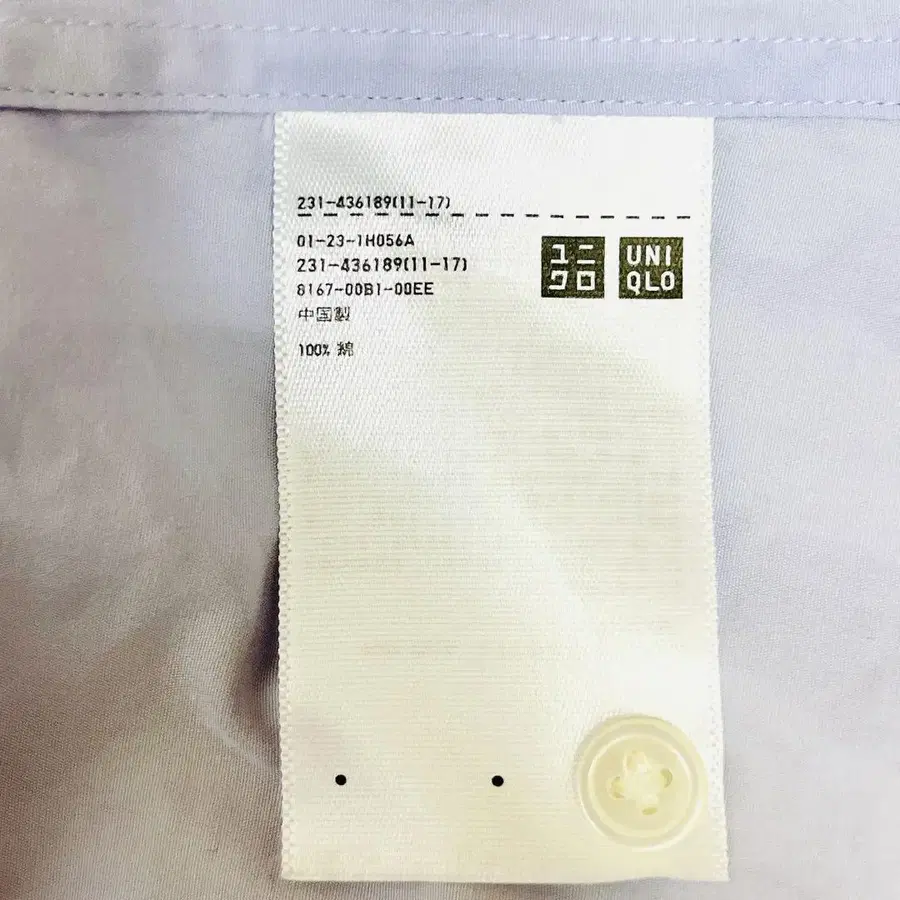 231-436189(11-17)
01-23-1H056A
231-436189(11-17)
8167-00B1-00EE
中国製
100% 綿
ユニ
クロ
UNI
QLO